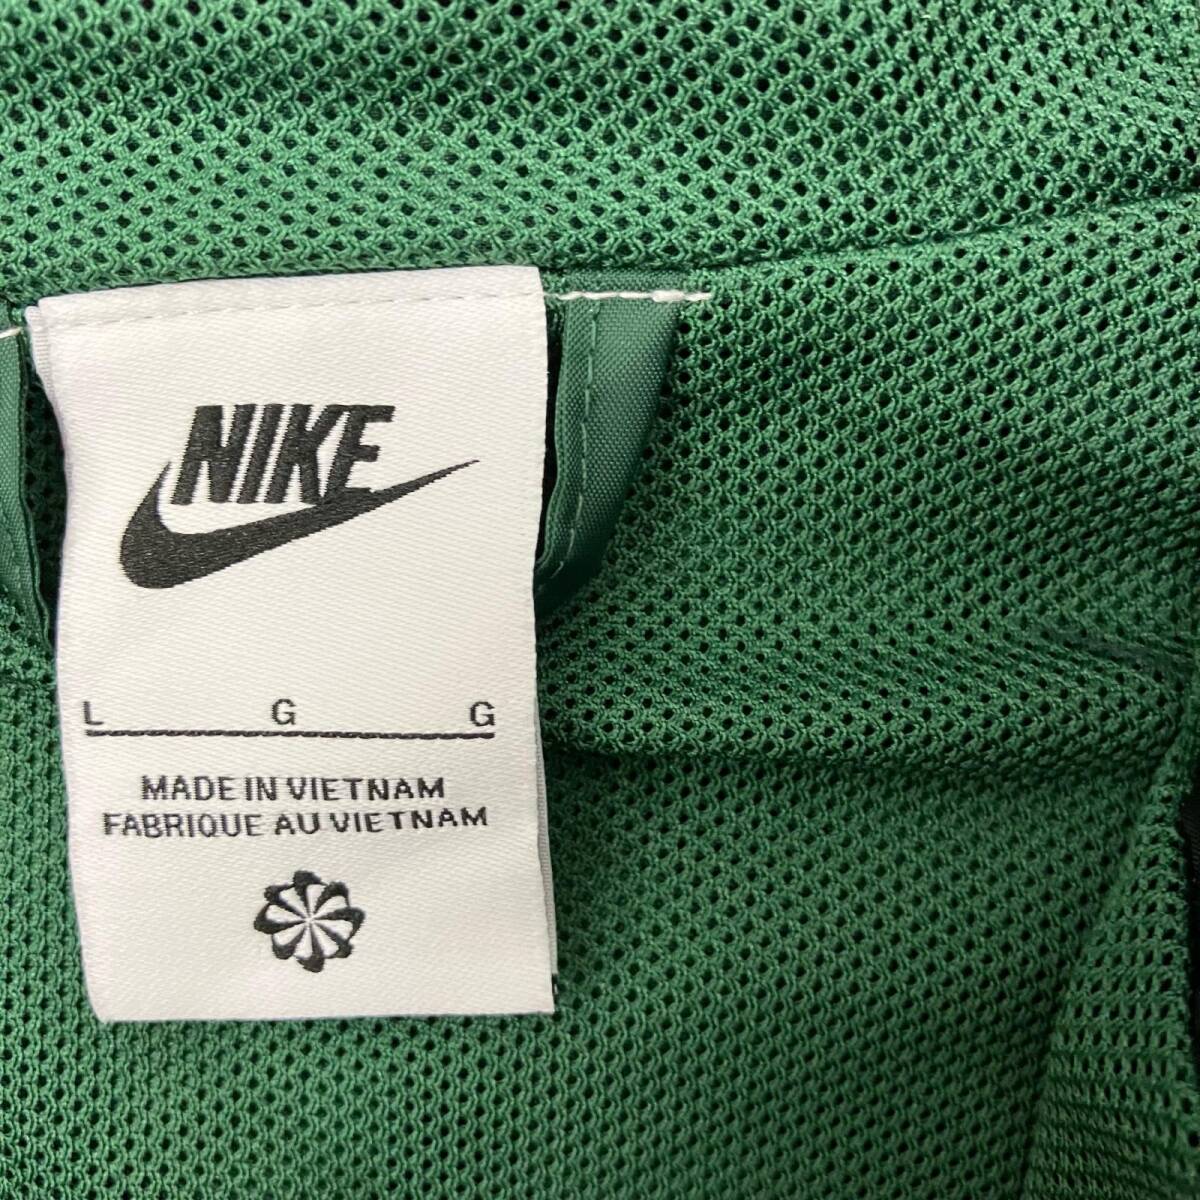 NIKE
L G G
MADE IN VIETNAM
FABRIQUE AU VIETNAM